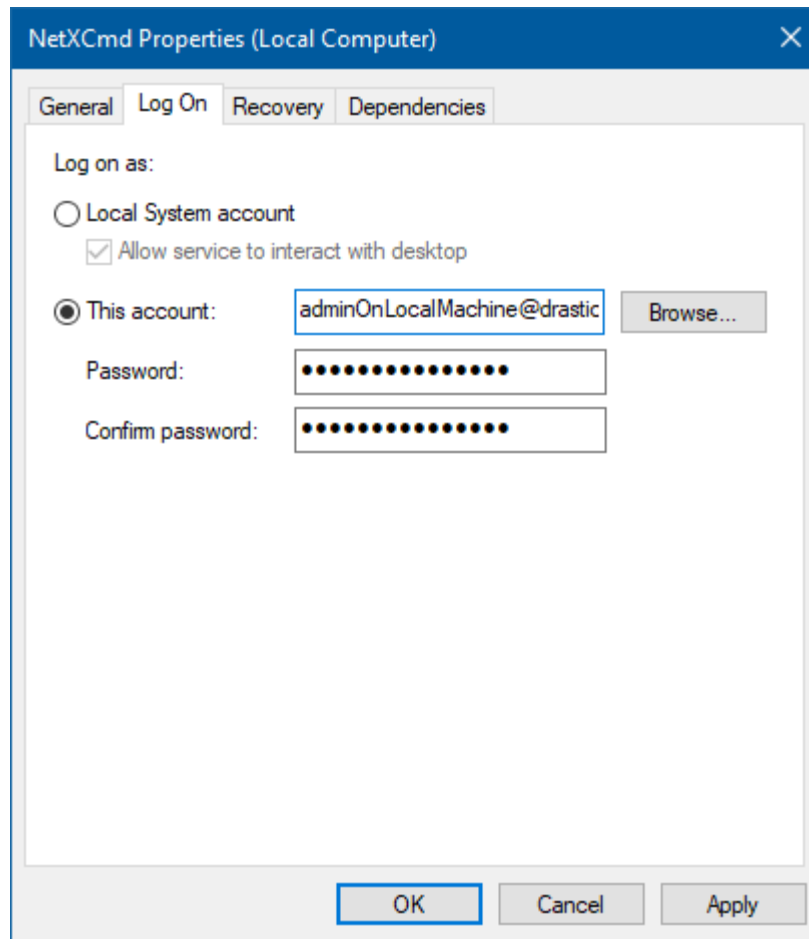 NetXCmd Properties (Local Computer)
General Log On Recovery Dependencies
Log on as:
Local System account
Allow service to interact with desktop
This account: adminOnLocalMachine@drastic Browse...
Password: •••••••••••••••
Confirm password: •••••••••••••••
OK Cancel Apply